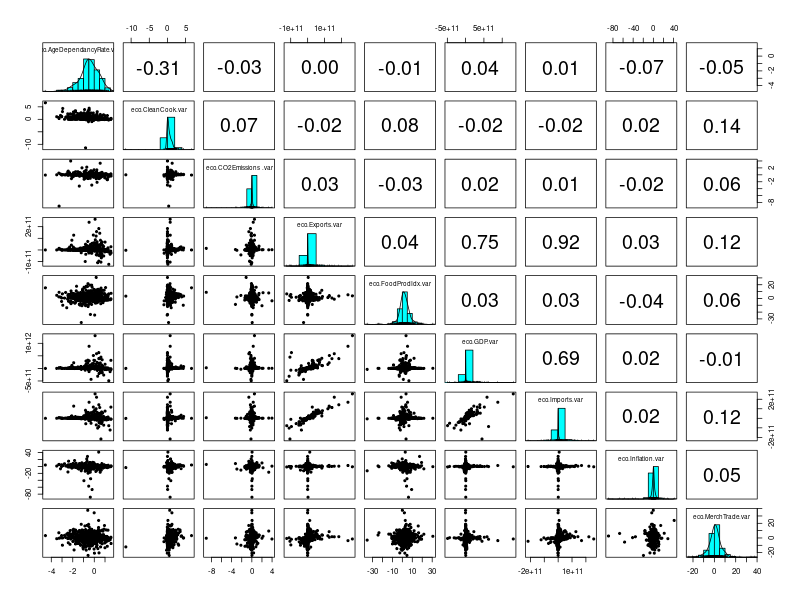 -10 -5 0 5
-1e+11 1e+11
-5e+11 5e+11
-80 -40 0 40
o.AgeDependancyRate.v
-0.31 -0.03 0.00 -0.01 0.04 0.01 -0.07 -0.05
-4 -2 0
-10 0 5
eco.CleanCook.var
0.07 -0.02 0.08 -0.02 -0.02 0.02 0.14
eco.CO2Emissions .var
0.03 -0.03 0.02 0.01 -0.02 0.06
-8 -2 2
-1e+11 2e+11
eco.Exports.var
0.04 0.75 0.92 0.03 0.12
eco.FoodProdIdx.var
0.03 0.03 -0.04 0.06
-30 0 20
-5e+11 1e+12
eco.GDP.var
0.69 0.02 -0.01
eco.Imports.var
0.02 0.12
-2e+11 2e+11
-80 0 40
eco.Inflation.var
0.05
eco.MerchTrade.var
-20 0 20
-4 -2 0
-8 -4 0 4
-30 -10 10 30
-2e+11 1e+11
-20 0 20 40